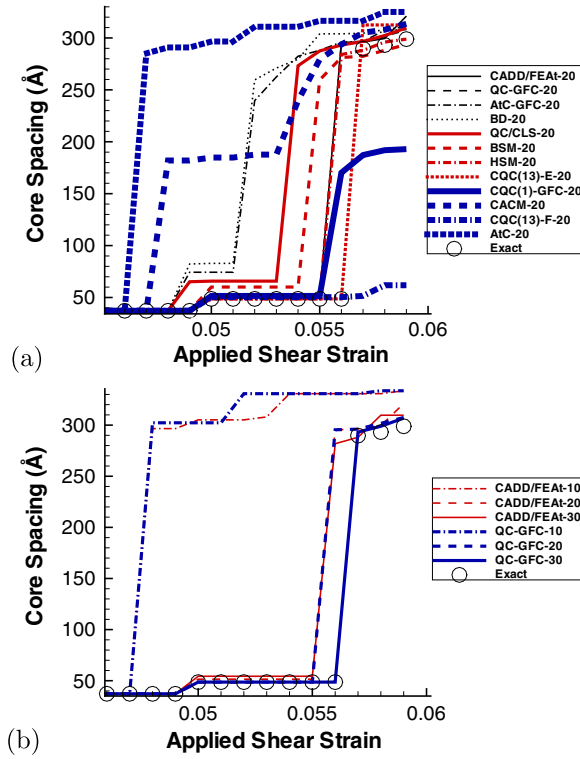 300
250
200
150
100
50
Core Spacing (Å)
0.05
0.055
0.06
Applied Shear Strain
(a)
CADD/FEAt-20
QC-GFC-20
AtC-GFC-20
BD-20
QC/CLS-20
BSM-20
HSM-20
CQC(13)-E-20
CQC(1)-GFC-20
CACM-20
CQC(13)-F-20
AtC-20
Exact
300
250
200
150
100
50
Core Spacing (Å)
0.05
0.055
0.06
Applied Shear Strain
(b)
CADD/FEAt-10
CADD/FEAt-20
CADD/FEAt-30
QC-GFC-10
QC-GFC-20
QC-GFC-30
Exact